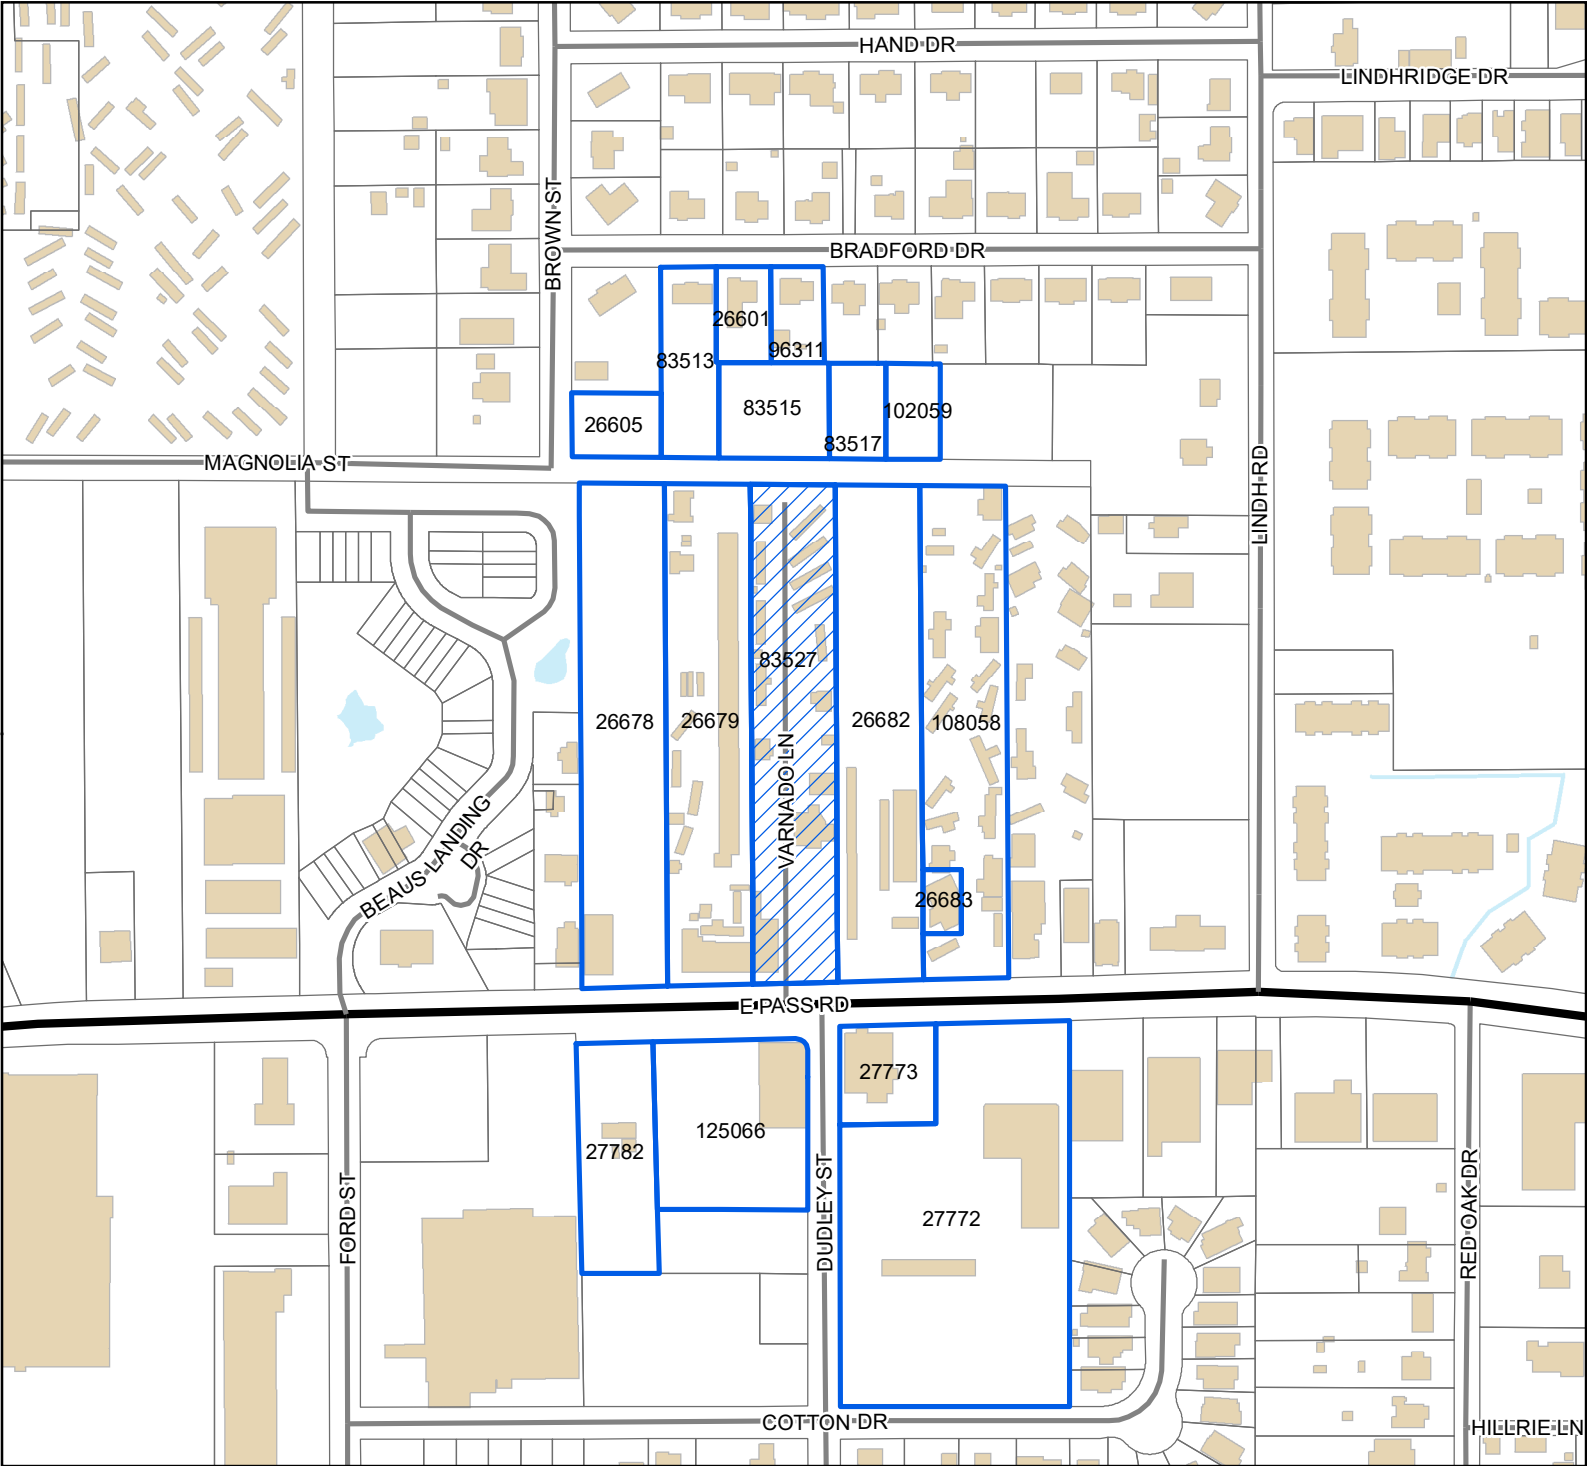 HAND DR
LINDHRIDGE DR
BROWN ST
BRADFORD DR
26601
96311
83513
83515
102059
26605
83517
MAGNOLIA ST
LINDH RD
83527
26678
26679
26682
108058
VARNADO LN
BEAUS LANDING
DR
26683
E PASS RD
27773
125066
27782
DUDLEY ST
FORD ST
27772
RED OAK DR
COTTON DR
HILLRIE LN